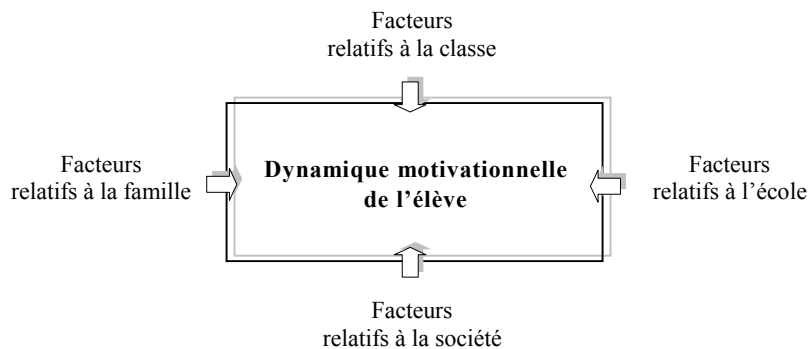 Facteurs
relatifs à la classe
Facteurs
relatifs à la famille
Dynamique motivationnelle
de l’élève
Facteurs
relatifs à l’école
Facteurs
relatifs à la société